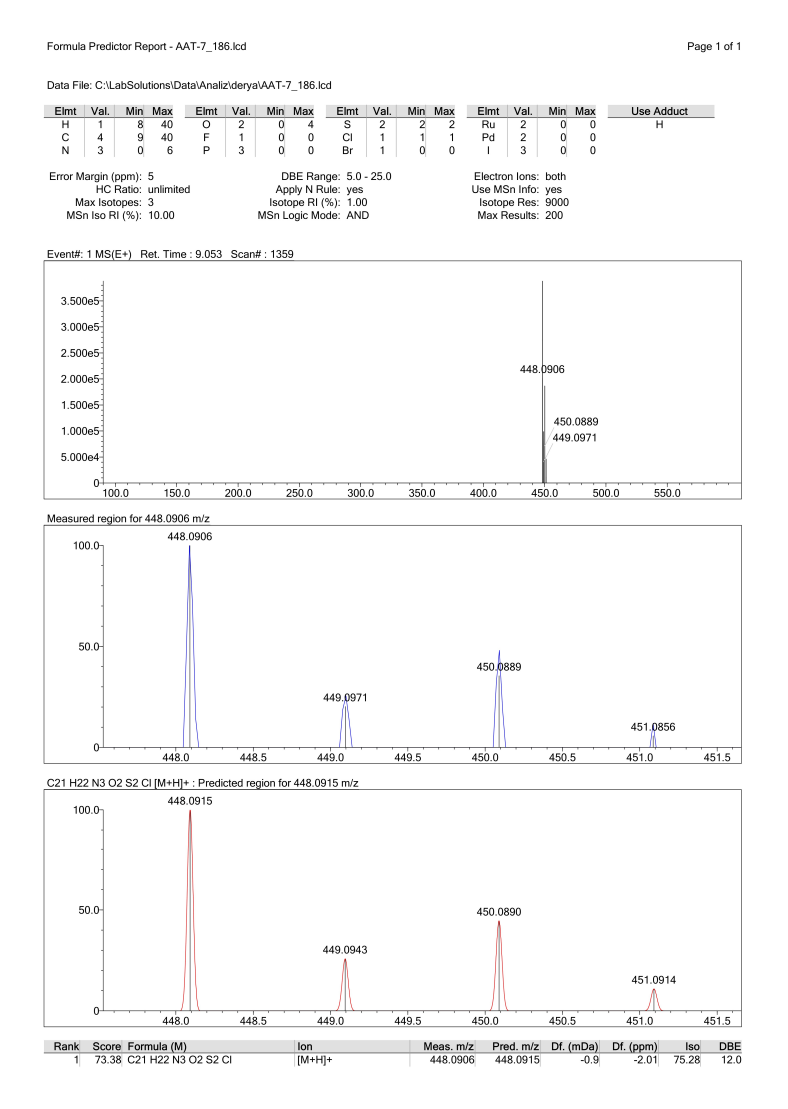 Formula Predictor Report - AAT-7_186.lcd Page 1 of 1
Data File: C:\LabSolutions\Data\Analiz\derya\AAT-7_186.lcd
Elmt Val. Min Max Elmt Val. Min Max Elmt Val. Min Max Elmt Val. Min Max Use Adduct
H 1 8 40 O 2 0 4 S 2 2 2 Ru 2 0 0 H
C 4 9 40 F 1 0 0 Cl 1 1 1 Pd 2 0 0
N 3 0 6 P 3 0 0 Br 1 0 0 I 3 0 0
Error Margin (ppm): 5 DBE Range: 5.0 - 25.0 Electron Ions: both
HC Ratio: unlimited Apply N Rule: yes Use MSn Info: yes
Max Isotopes: 3 Isotope RI (%): 1.00 Isotope Res: 9000
MSn Iso RI (%): 10.00 MSn Logic Mode: AND Max Results: 200
Event#: 1 MS(E+) Ret. Time : 9.053 Scan# : 1359
3.500e5
3.000e5
2.500e5
448.0906
2.000e5
1.500e5
450.0889
1.000e5
449.0971
5.000e4
0
100.0 150.0 200.0 250.0 300.0 350.0 400.0 450.0 500.0 550.0
Measured region for 448.0906 m/z
448.0906
100.0
450.0889
50.0
449.0971
451.0856
0
448.0 448.5 449.0 449.5 450.0 450.5 451.0 451.5
C21 H22 N3 O2 S2 Cl [M+H]+ : Predicted region for 448.0915 m/z
448.0915
100.0
450.0890
50.0
449.0943
451.0914
0
448.0 448.5 449.0 449.5 450.0 450.5 451.0 451.5
Rank Score Formula (M) Ion Meas. m/z Pred. m/z Df. (mDa) Df. (ppm) Iso DBE
1 73.38 C21 H22 N3 O2 S2 Cl [M+H]+ 448.0906 448.0915 -0.9 -2.01 75.28 12.0